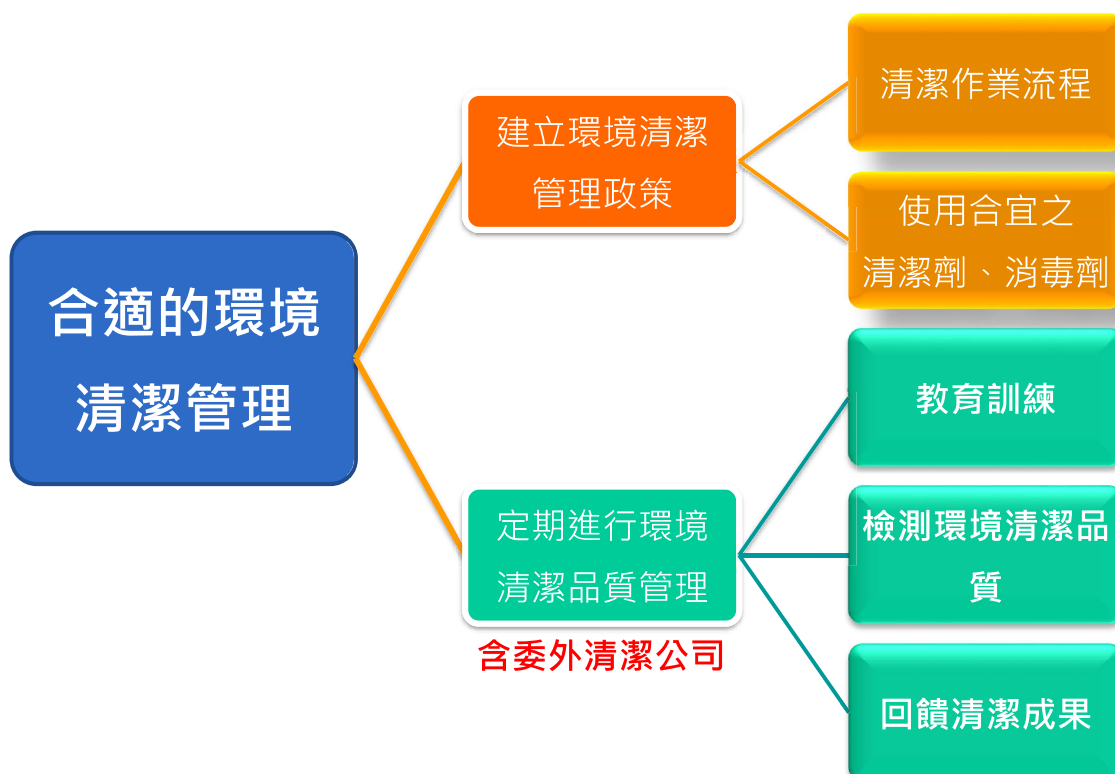 合適的環境
清潔管理
建立環境清潔
管理政策
清潔作業流程
使用合宜之
清潔劑、消毒劑
定期進行環境
清潔品質管理
含委外清潔公司
教育訓練
檢測環境清潔品
質
回饋清潔成果